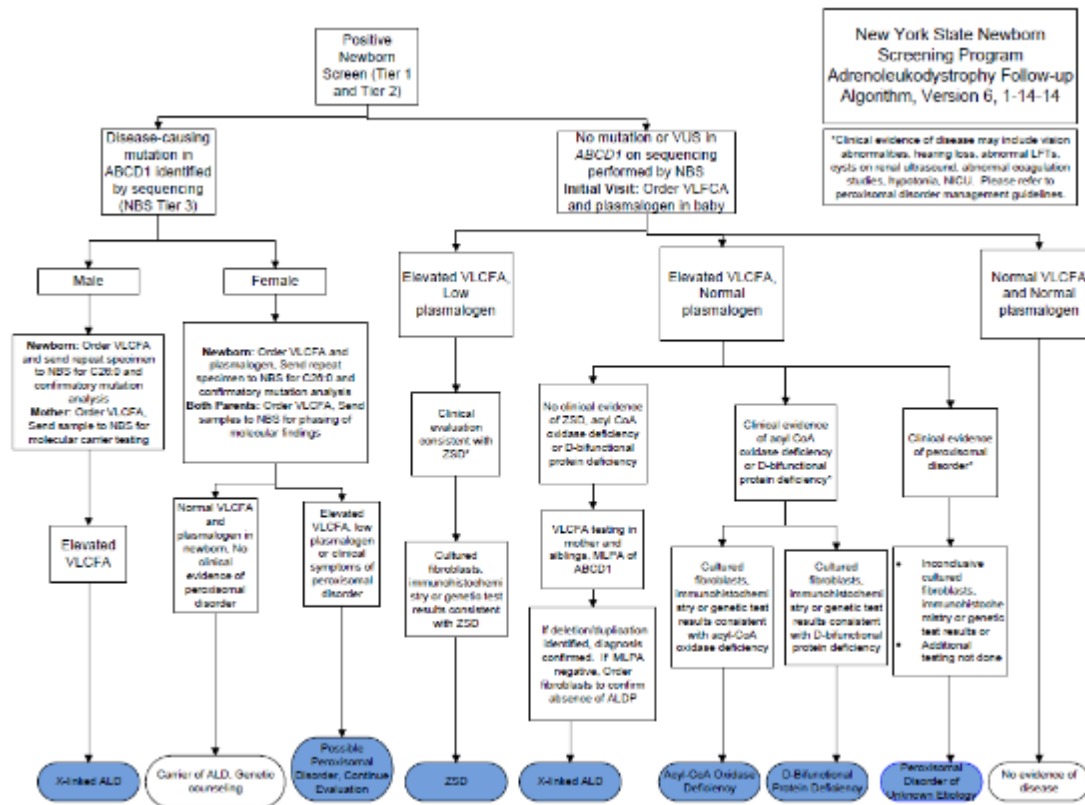 Positive
Newborn
Screen (Tier 1
and Tier 2)
New York State Newborn
Screening Program
Adrenoleukodystrophy Follow-up
Algorithm, Version 6, 1-14-14
*Clinical evidence of disease may include vision
abnormalities, hearing loss, abnormal LFTs,
cysts on renal ultrasound, abnormal coagulation
studies, hypotonia, NICU. Please refer to
peroxisomal disorder management guidelines.
Disease-causing
mutation in
ABCD1 identified
by sequencing
(NBS Tier 3)
No mutation or VUS in
ABCD1 on sequencing
performed by NBS
Initial Visit: Order VLFCA
and plasmalogen in baby
Male
Female
Elevated VLCFA,
Low
plasmalogen
Elevated VLCFA,
Normal
plasmalogen
Normal VLCFA
and Normal
plasmalogen
Newborn: Order VLCFA
and send repeat specimen
to NBS for C26:0 and
confirmatory mutation
analysis
Mother: Order VLCFA,
Send sample to NBS for
molecular carrier testing
Newborn: Order VLCFA and
plasmalogen, Send repeat
specimen to NBS for C26:0 and
confirmatory mutation analysis
Both Parents: Order VLCFA, Send
samples to NBS for phasing of
molecular findings
Clinical
evaluation
consistent with
ZSD*
No clinical evidence
of ZSD, acyl CoA
oxidase deficiency
or D-bifunctional
protein deficiency
Clinical evidence
of acyl CoA
oxidase deficiency
or D-bifunctional
protein deficiency*
Clinical evidence
of peroxisomal
disorder*
Elevated
VLCFA
Normal VLCFA
and
plasmalogen in
newborn, No
clinical
evidence of
peroxisomal
disorder
Elevated
VLCFA, low
plasmalogen
or clinical
symptoms of
peroxisomal
disorder
Cultured
fibroblasts,
immunohistochemi
stry or genetic test
results consistent
with ZSD
VLCFA testing in
mother and
siblings, MLPA of
ABCD1
If deletion/duplication
identified, diagnosis
confirmed. If MLPA
negative, Order
fibroblasts to confirm
absence of ALDP
Cultured
fibroblasts,
immunohistochemi
stry or genetic test
results consistent
with acyl-CoA
oxidase deficiency
Cultured
fibroblasts,
immunohistochemi
stry or genetic test
results consistent
with D-bifunctional
protein deficiency
• Inconclusive
cultured
fibroblasts,
immunohistoche
mistry or genetic
test results or
• Additional
testing not done
X-linked ALD
Carrier of ALD, Genetic
counseling
Possible
Peroxisomal
Disorder, Continue
Evaluation
ZSD
X-linked ALD
Acyl-CoA Oxidase
Deficiency
D-Bifunctional
Protein Deficiency
Peroxisomal
Disorder of
Unknown Etiology
No evidence of
disease